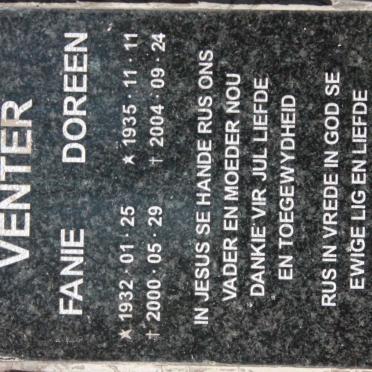 VENTER
FANIE DOREEN
★ 1932 · 01 · 25 ★ 1935 · 11 · 11
† 2000 · 05 · 29 † 2004 · 09 · 24
IN JESUS SE HANDE RUS ONS
VADER EN MOEDER NOU
DANKIE VIR JUL LIEFDE
EN TOEGEWYDHEID
RUS IN VREDE IN GOD SE
EWIGE LIG EN LIEFDE